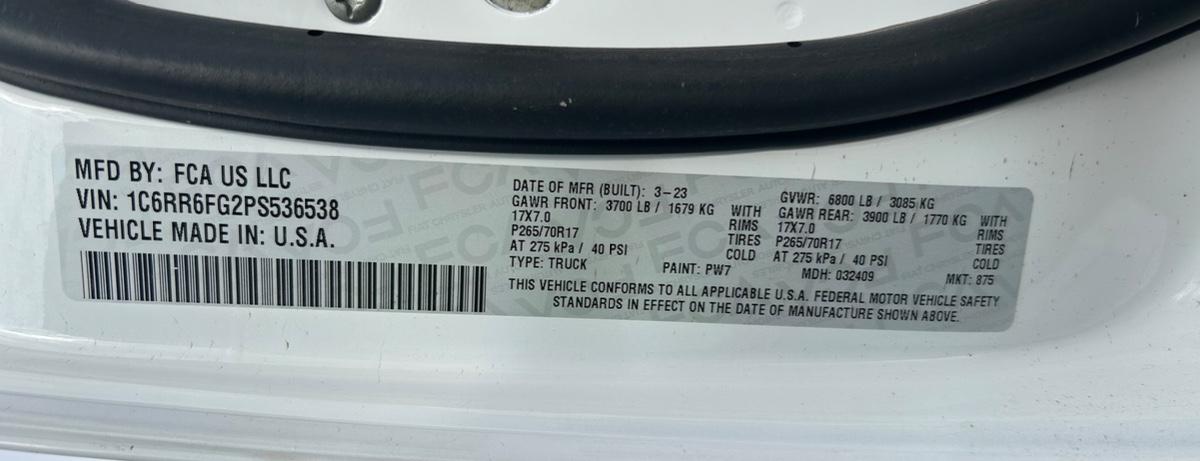 MFD BY: FCA US LLC
VIN: 1C6RR6FG2PS536538
VEHICLE MADE IN: U.S.A.
DATE OF MFR (BUILT): 3-23
GVWR: 6800 LB / 3085 KG
GAWR FRONT: 3700 LB / 1679 KG WITH
17X7.0 RIMS
P265/70R17 TIRES
AT 275 kPa / 40 PSI COLD
GAWR REAR: 3900 LB / 1770 KG WITH
17X7.0 RIMS
P265/70R17 TIRES
AT 275 kPa / 40 PSI COLD
TYPE: TRUCK PAINT: PW7 MDH: 032409 MKT: 875
THIS VEHICLE CONFORMS TO ALL APPLICABLE U.S.A. FEDERAL MOTOR VEHICLE SAFETY
STANDARDS IN EFFECT ON THE DATE OF MANUFACTURE SHOWN ABOVE.